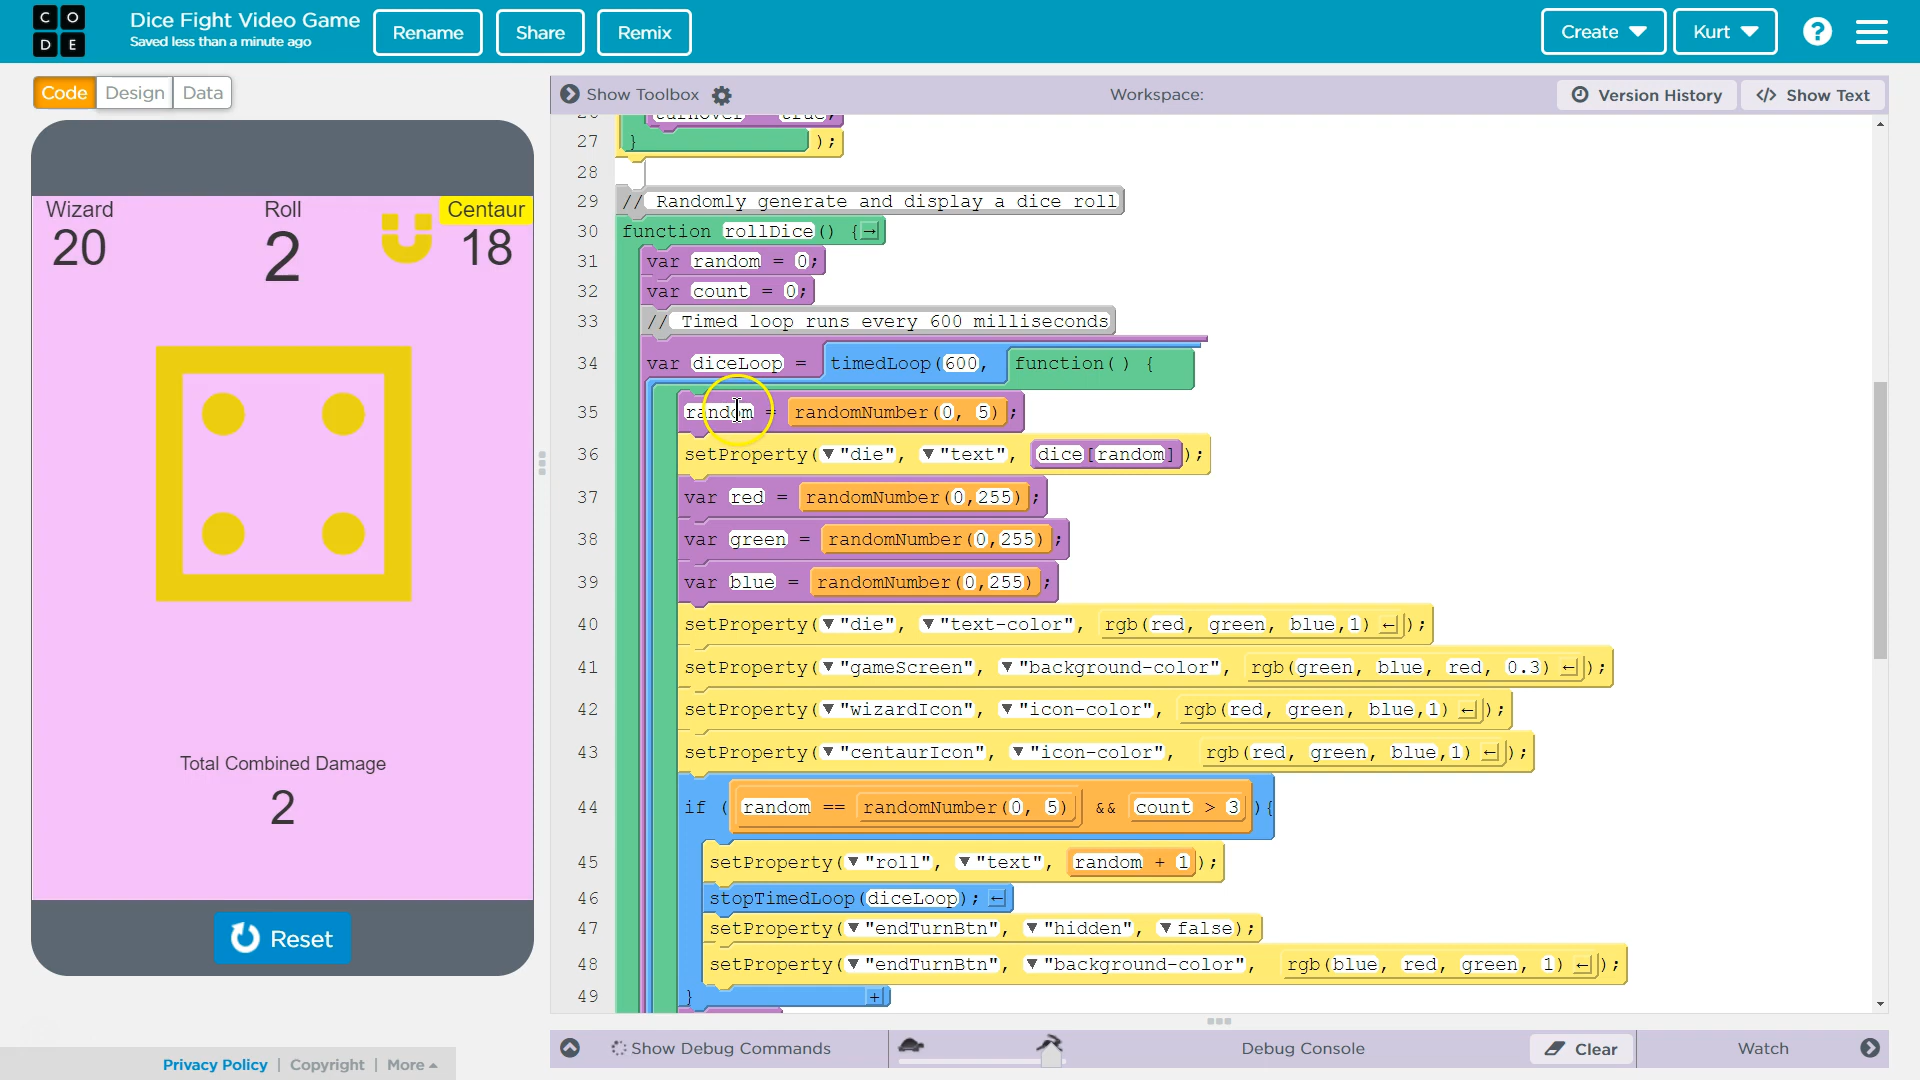 C O
D E
Dice Fight Video Game
Saved less than a minute ago
Rename
Share
Remix
Create
Kurt
?
Code
Design
Data
Show Toolbox
Workspace:
Version History
</> Show Text
Wizard
20
Roll
2
Centaur
18
Total Combined Damage
2
Reset
27 } );
28
29 // Randomly generate and display a dice roll
30 function rollDice() {
31 var random = 0;
32 var count = 0;
33 // Timed loop runs every 600 milliseconds
34 var diceLoop = timedLoop(600, function() {
35 random = randomNumber(0, 5);
36 setProperty("die", "text", dice[random]);
37 var red = randomNumber(0,255);
38 var green = randomNumber(0,255);
39 var blue = randomNumber(0,255);
40 setProperty("die", "text-color", rgb(red, green, blue,1));
41 setProperty("gameScreen", "background-color", rgb(green, blue, red, 0.3));
42 setProperty("wizardIcon", "icon-color", rgb(red, green, blue,1));
43 setProperty("centaurIcon", "icon-color", rgb(red, green, blue,1));
44 if (random == randomNumber(0, 5) && count > 3){
45 setProperty("roll", "text", random + 1);
46 stopTimedLoop(diceLoop);
47 setProperty("endTurnBtn", "hidden", false);
48 setProperty("endTurnBtn", "background-color", rgb(blue, red, green, 1));
49 }
Show Debug Commands
Debug Console
Clear
Watch
Privacy Policy | Copyright | More